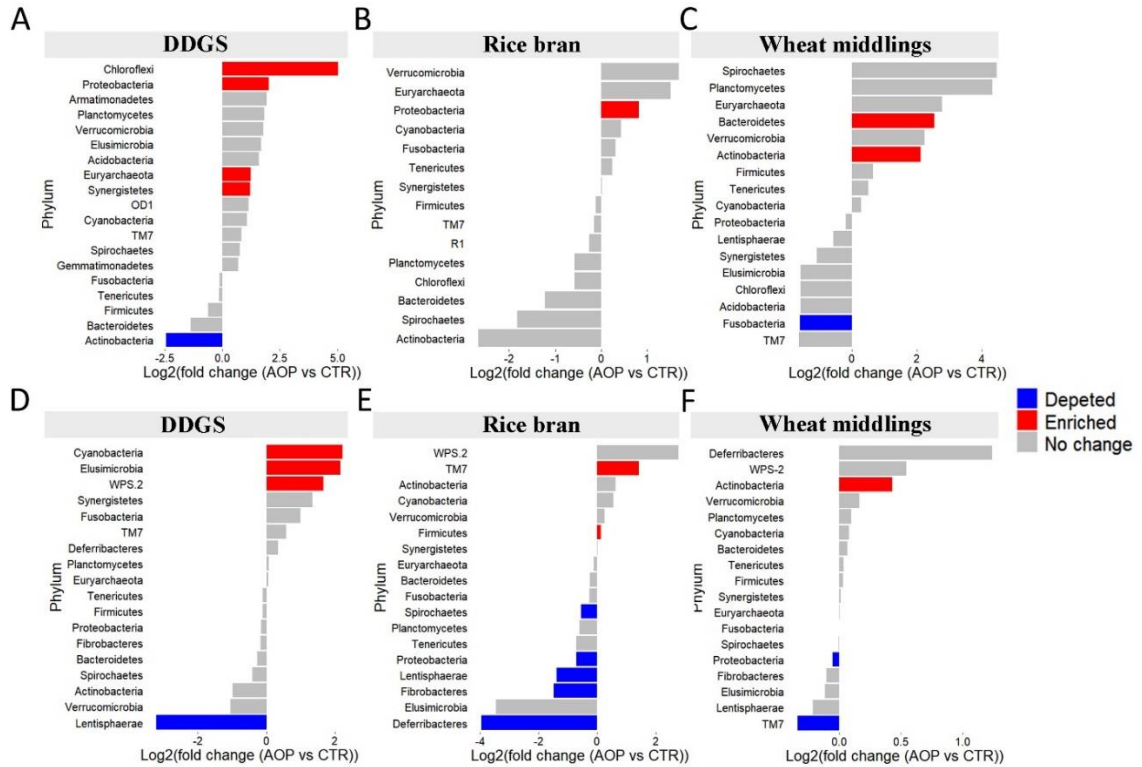 A
DDGS
Chloroflexi
Proteobacteria
Armatimonadetes
Planctomycetes
Verrucomicrobia
Elusimicrobia
Acidobacteria
Euryarchaeota
Synergistetes
OD1
Cyanobacteria
TM7
Spirochaetes
Gemmatimonadetes
Fusobacteria
Tenericutes
Firmicutes
Bacteroidetes
Actinobacteria
Phylum
-2.5 0.0 2.5 5.0
Log2(fold change (AOP vs CTR))
B
Rice bran
Verrucomicrobia
Euryarchaeota
Proteobacteria
Cyanobacteria
Fusobacteria
Tenericutes
Synergistetes
Firmicutes
TM7
R1
Planctomycetes
Chloroflexi
Bacteroidetes
Spirochaetes
Actinobacteria
Phylum
-2 -1 0 1
Log2(fold change (AOP vs CTR))
C
Wheat middlings
Spirochaetes
Planctomycetes
Euryarchaeota
Bacteroidetes
Verrucomicrobia
Actinobacteria
Firmicutes
Tenericutes
Cyanobacteria
Proteobacteria
Lentisphaerae
Synergistetes
Elusimicrobia
Chloroflexi
Acidobacteria
Fusobacteria
TM7
Phylum
0 2 4
Log2(fold change (AOP vs CTR))
Depeted
Enriched
No change
D
DDGS
Cyanobacteria
Elusimicrobia
WPS.2
Synergistetes
Fusobacteria
TM7
Deferribacteres
Planctomycetes
Euryarchaeota
Tenericutes
Firmicutes
Proteobacteria
Fibrobacteres
Bacteroidetes
Spirochaetes
Actinobacteria
Verrucomicrobia
Lentisphaerae
Phylum
-2 0 2
Log2(fold change (AOP vs CTR))
E
Rice bran
WPS.2
TM7
Actinobacteria
Cyanobacteria
Verrucomicrobia
Firmicutes
Synergistetes
Euryarchaeota
Bacteroidetes
Fusobacteria
Spirochaetes
Planctomycetes
Tenericutes
Proteobacteria
Lentisphaerae
Fibrobacteres
Elusimicrobia
Deferribacteres
Phylum
-4 -2 0 2
Log2(fold change (AOP vs CTR))
F
Wheat middlings
Deferribacteres
WPS-2
Actinobacteria
Verrucomicrobia
Planctomycetes
Cyanobacteria
Bacteroidetes
Tenericutes
Firmicutes
Synergistetes
Euryarchaeota
Fusobacteria
Spirochaetes
Proteobacteria
Fibrobacteres
Elusimicrobia
Lentisphaerae
TM7
Phylum
0.0 0.5 1.0
Log2(fold change (AOP vs CTR))